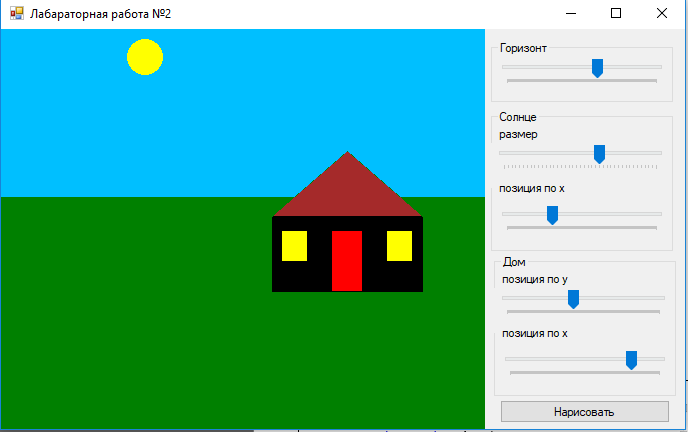 Лабараторная работа №2
Горизонт
Солнце
размер
позиция по x
Дом
позиция по y
позиция по x
Нарисовать